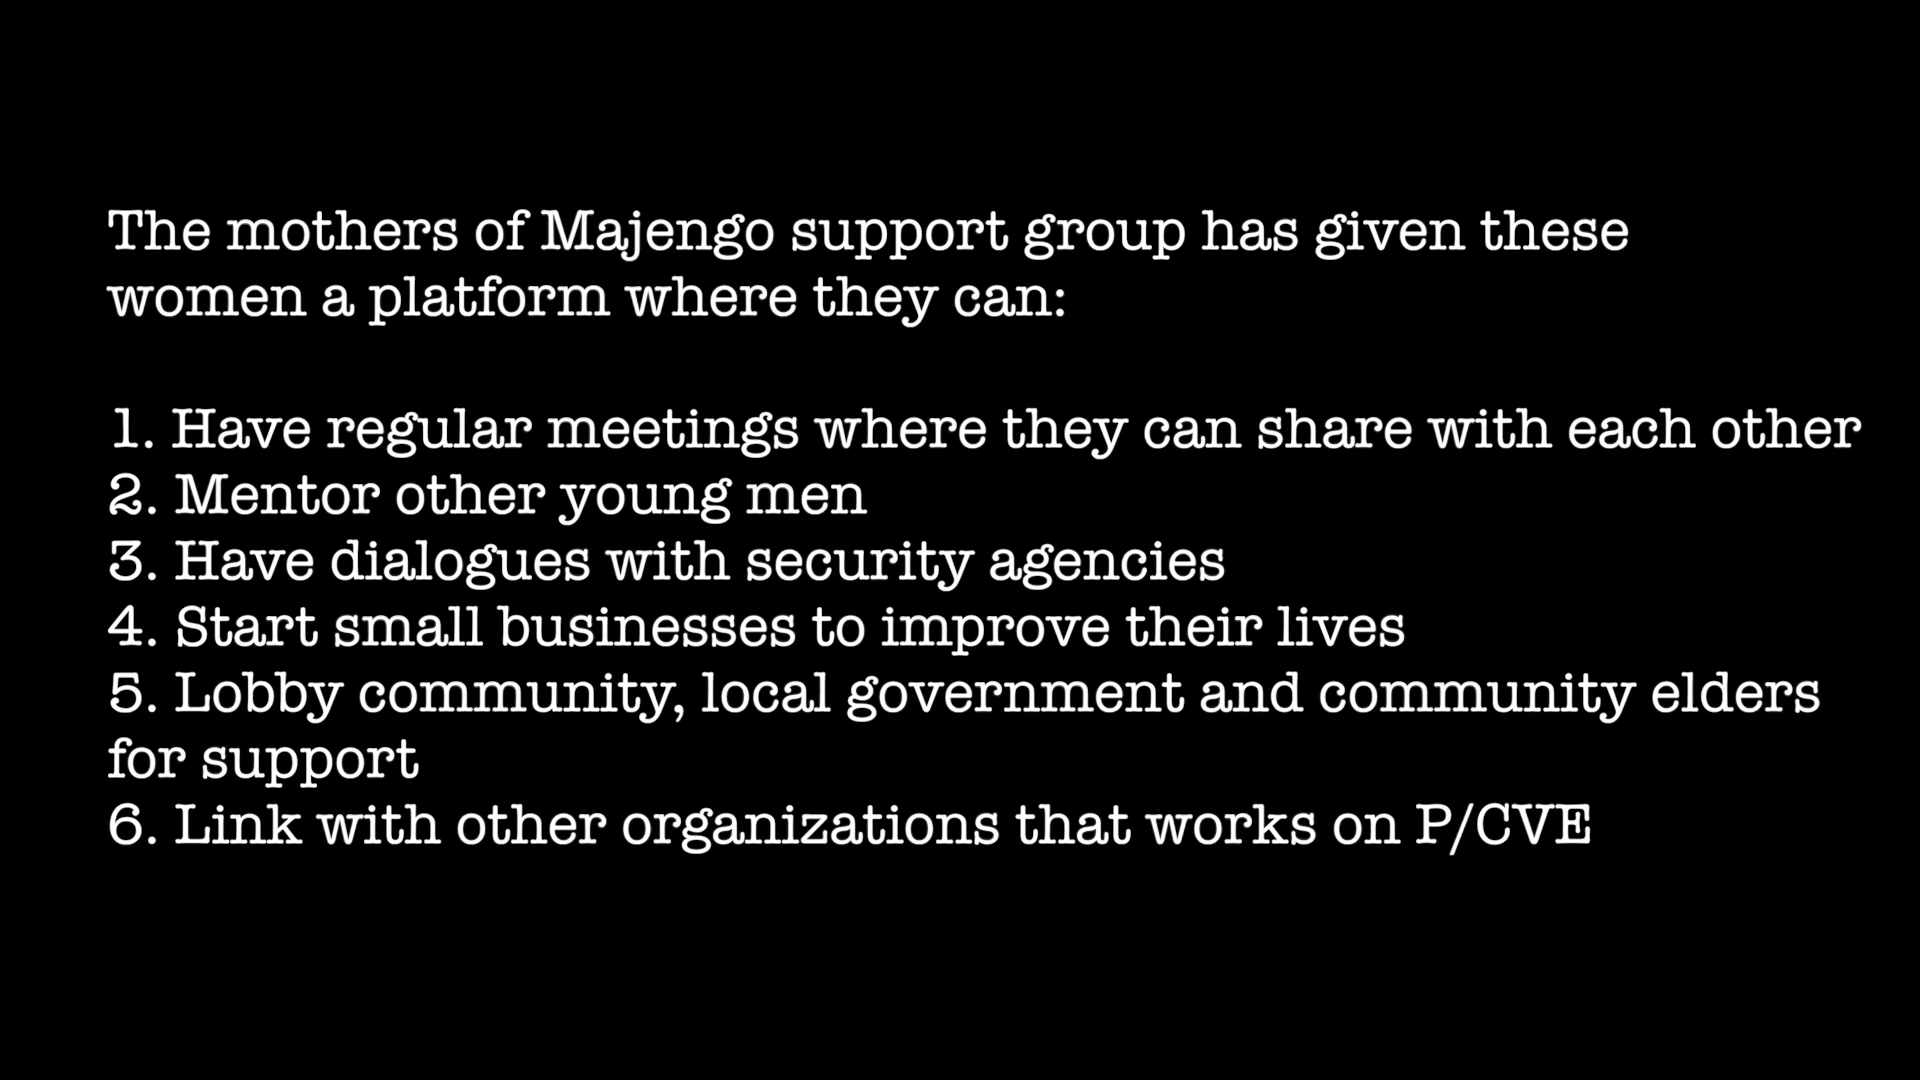 The mothers of Majengo support group has given these
women a platform where they can:
1. Have regular meetings where they can share with each other
2. Mentor other young men
3. Have dialogues with security agencies
4. Start small businesses to improve their lives
5. Lobby community, local government and community elders
for support
6. Link with other organizations that works on P/CVE